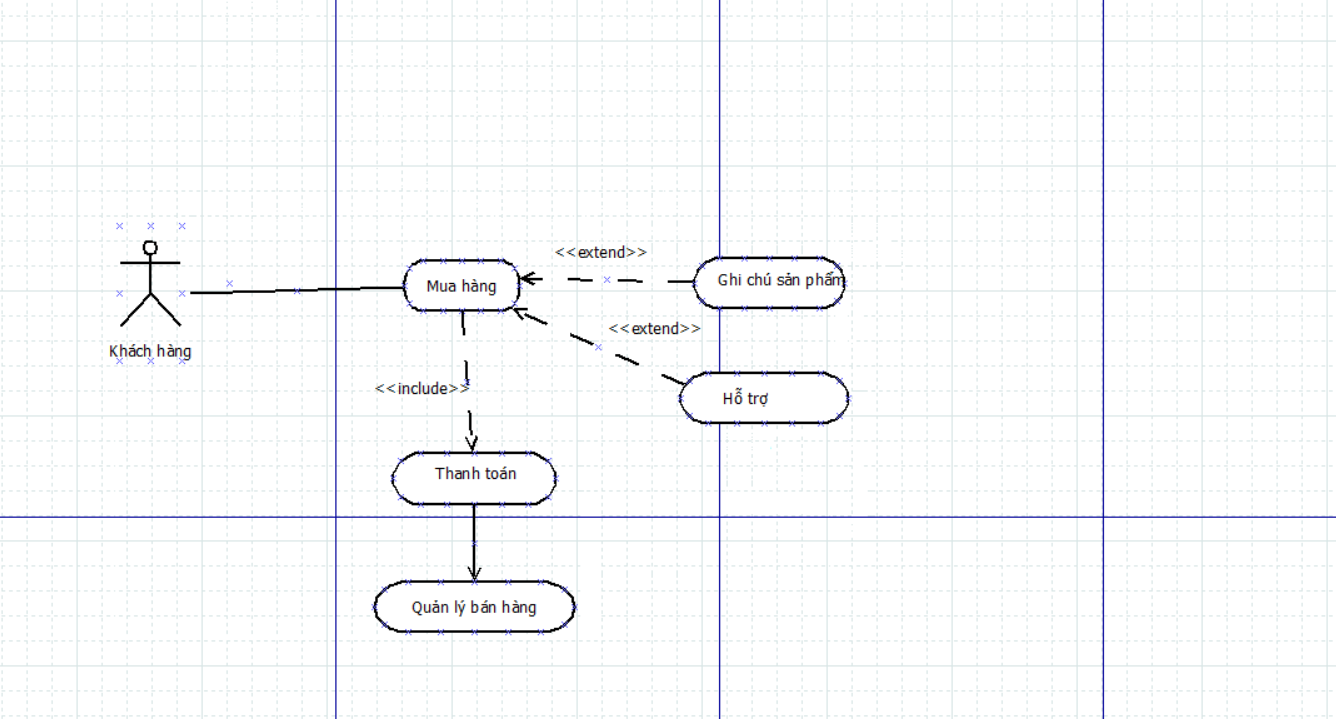 <<extend>>
Mua hàng
Ghi chú sản phẩm
<<extend>>
Khách hàng
<<include>>
Hỗ trợ
Thanh toán
Quản lý bán hàng